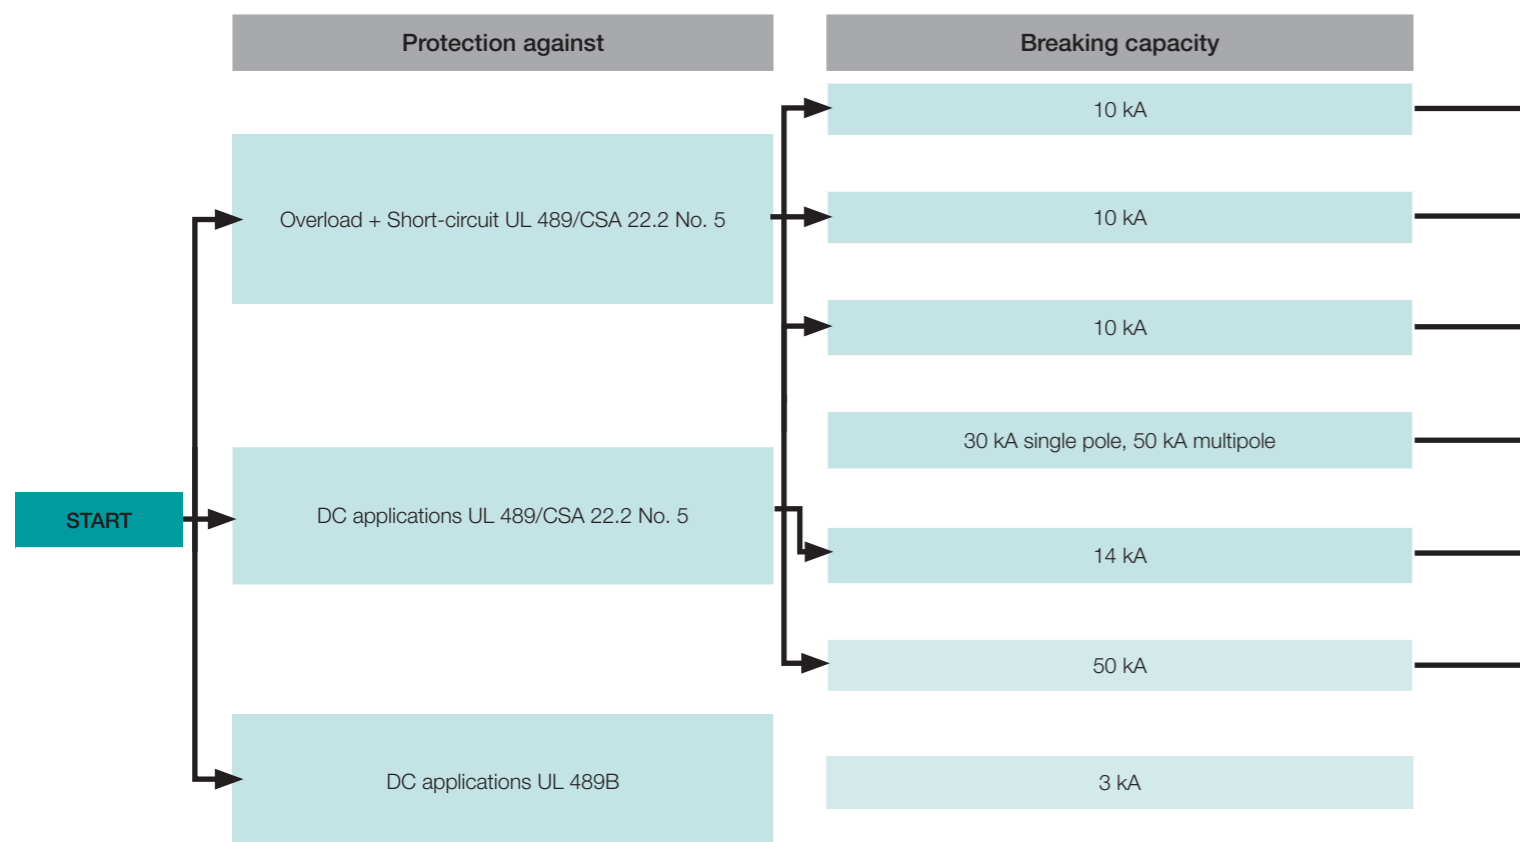 Protection against
Breaking capacity
10 kA
Overload + Short-circuit UL 489/CSA 22.2 No. 5
10 kA
10 kA
30 kA single pole, 50 kA multipole
START
DC applications UL 489/CSA 22.2 No. 5
14 kA
50 kA
DC applications UL 489B
3 kA